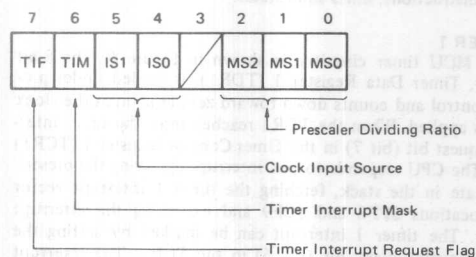 7 6 5 4 3 2 1 0
TIF TIM IS1 IS0 MS2 MS1 MS0
Prescaler Dividing Ratio
Clock Input Source
Timer Interrupt Mask
Timer Interrupt Request Flag